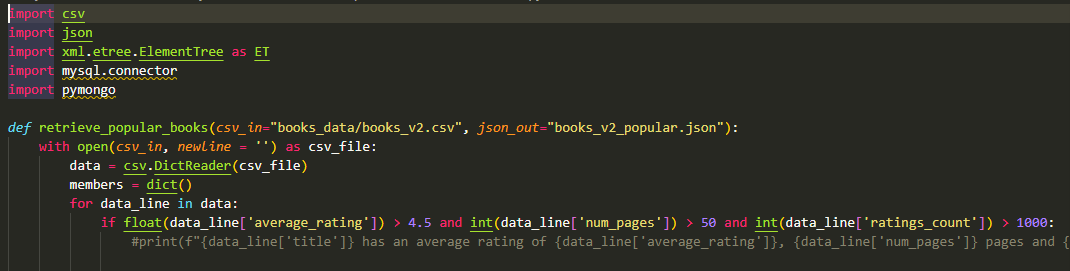 import csv
import json
import xml.etree.ElementTree as ET
import mysql.connector
import pymongo
def retrieve_popular_books(csv_in="books_data/books_v2.csv", json_out="books_v2_popular.json"):
with open(csv_in, newline = '') as csv_file:
data = csv.DictReader(csv_file)
members = dict()
for data_line in data:
if float(data_line['average_rating']) > 4.5 and int(data_line['num_pages']) > 50 and int(data_line['ratings_count']) > 1000:
#print(f"{data_line['title']} has an average rating of {data_line['average_rating']}, {data_line['num_pages']} pages and {